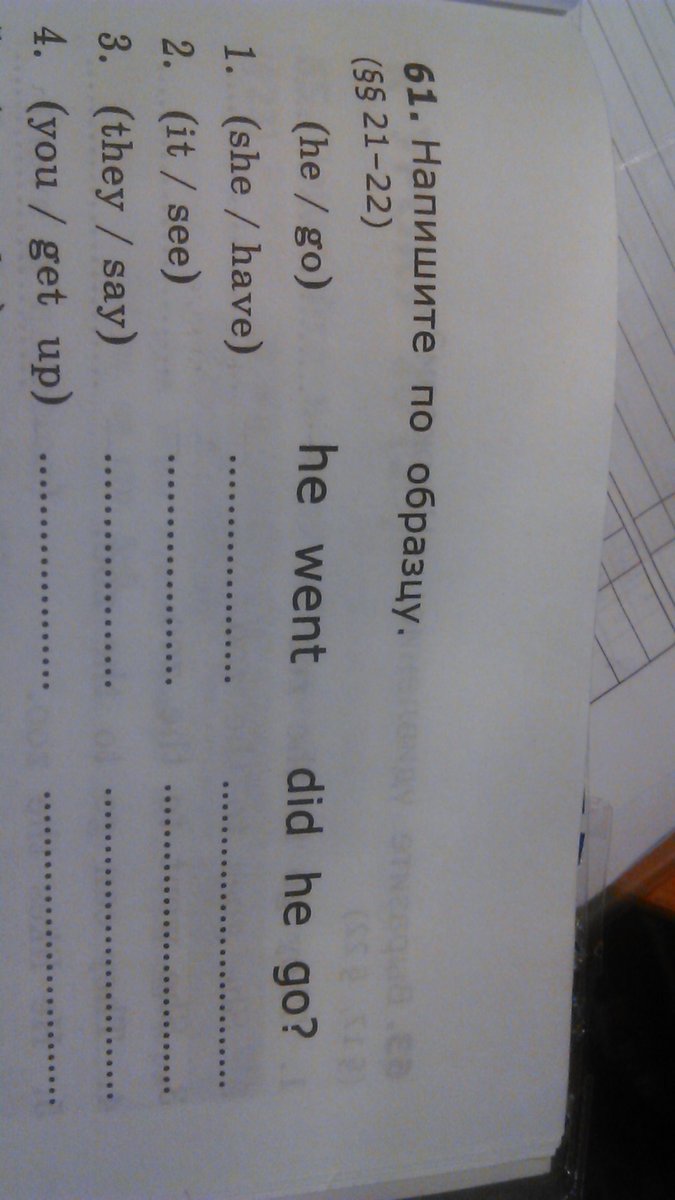 61. Напишите по образцу.
(§§ 21-22)
(he / go) he went did he go?
1. (she / have) .................... ..........................
2. (it / see) .................... ..........................
3. (they / say) .................... ..........................
4. (you / get up) .................... ..........................